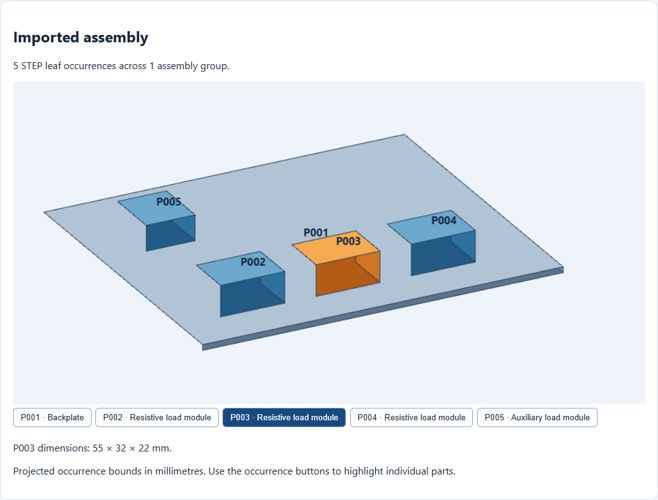 Imported assembly
5 STEP leaf occurrences across 1 assembly group.
P005
P001
P003
P004
P002
P001 · Backplate
P002 · Resistive load module
P003 · Resistive load module
P004 · Resistive load module
P005 · Auxiliary load module
P003 dimensions: 55 × 32 × 22 mm.
Projected occurrence bounds in millimetres. Use the occurrence buttons to highlight individual parts.